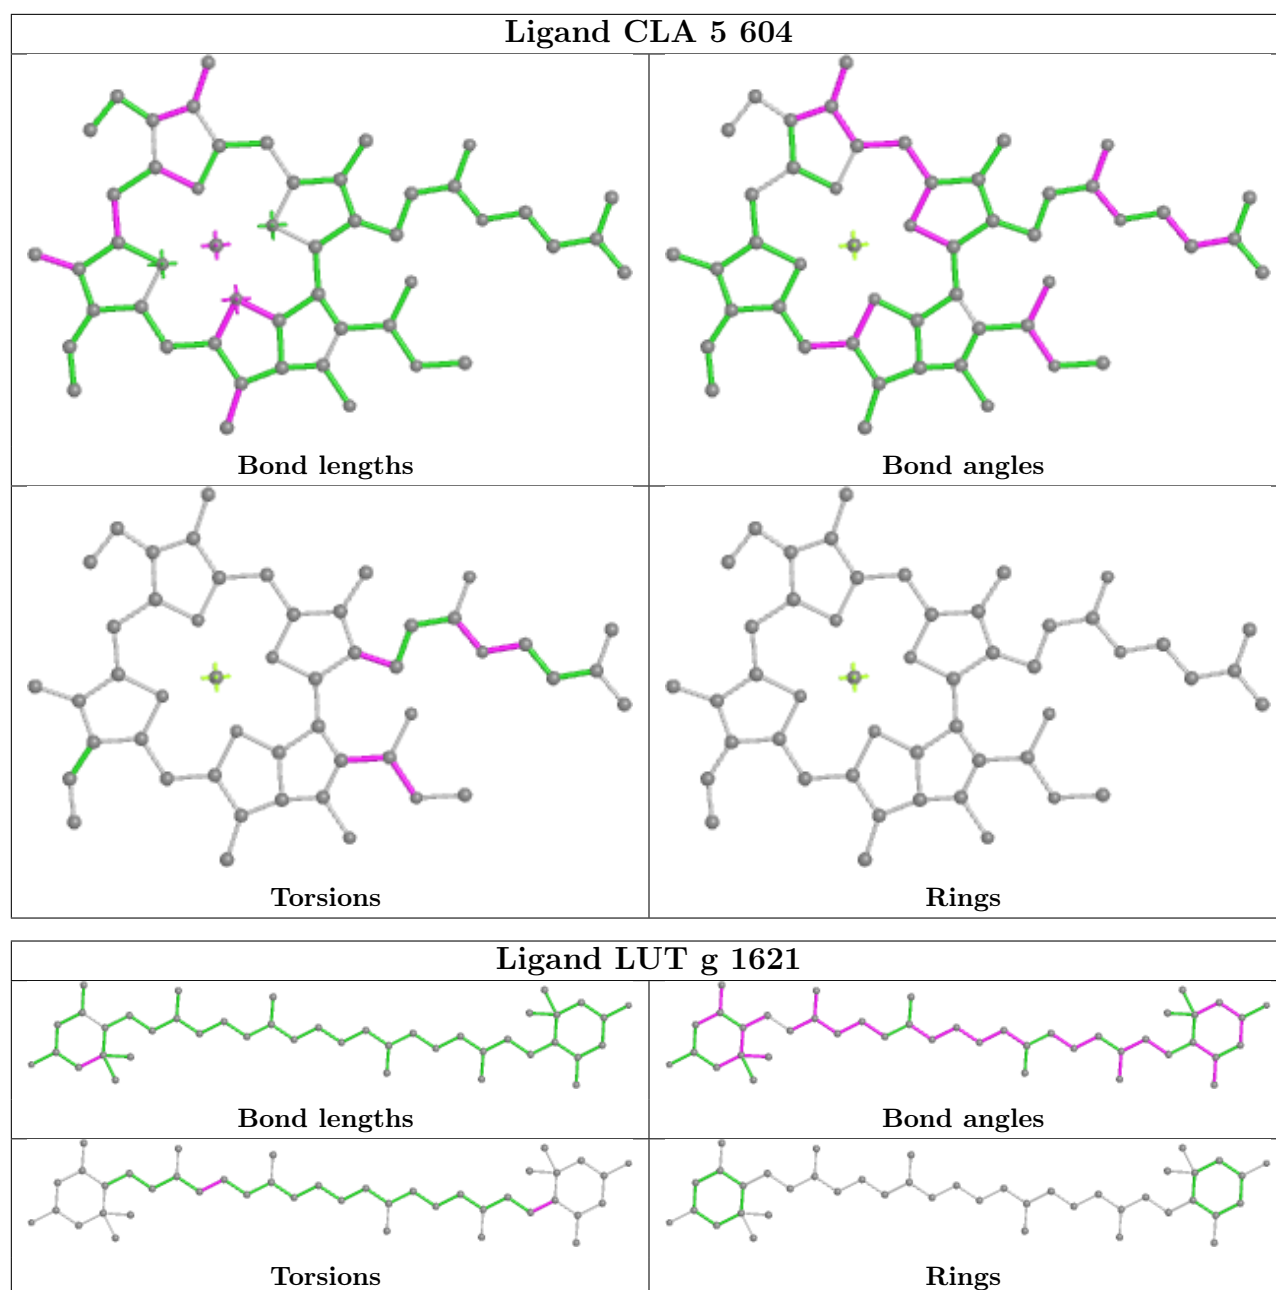 Ligand CLA 5 604
Bond lengths
Bond angles
Torsions
Rings
Ligand LUT g 1621
Bond lengths
Bond angles
Torsions
Rings